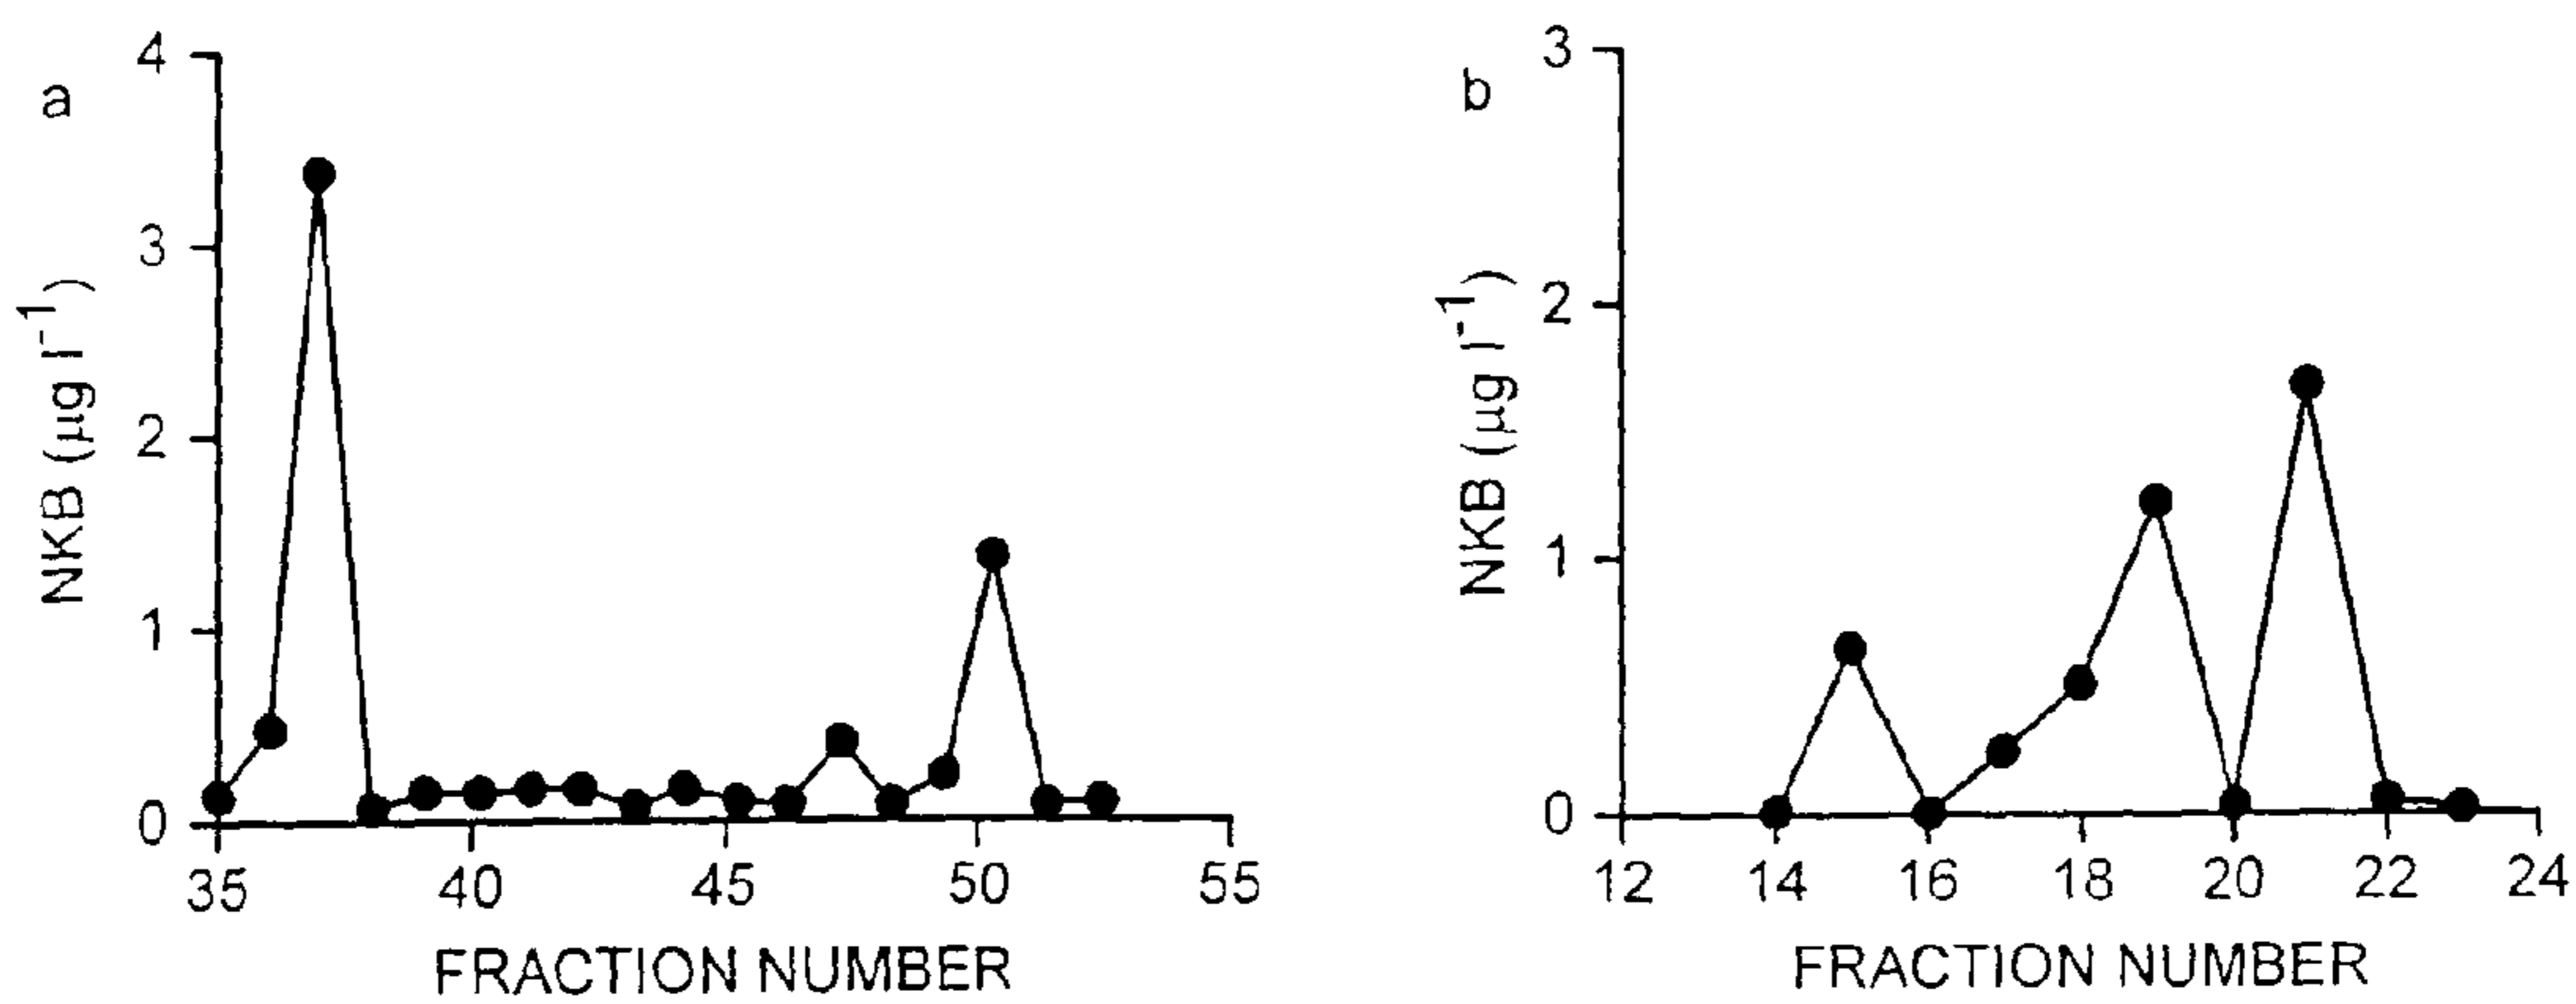 a
NKB (µg l⁻¹)
4
3
2
1
0
35 40 45 50 55
FRACTION NUMBER
b
NKB (µg l⁻¹)
3
2
1
0
12 14 16 18 20 22 24
FRACTION NUMBER